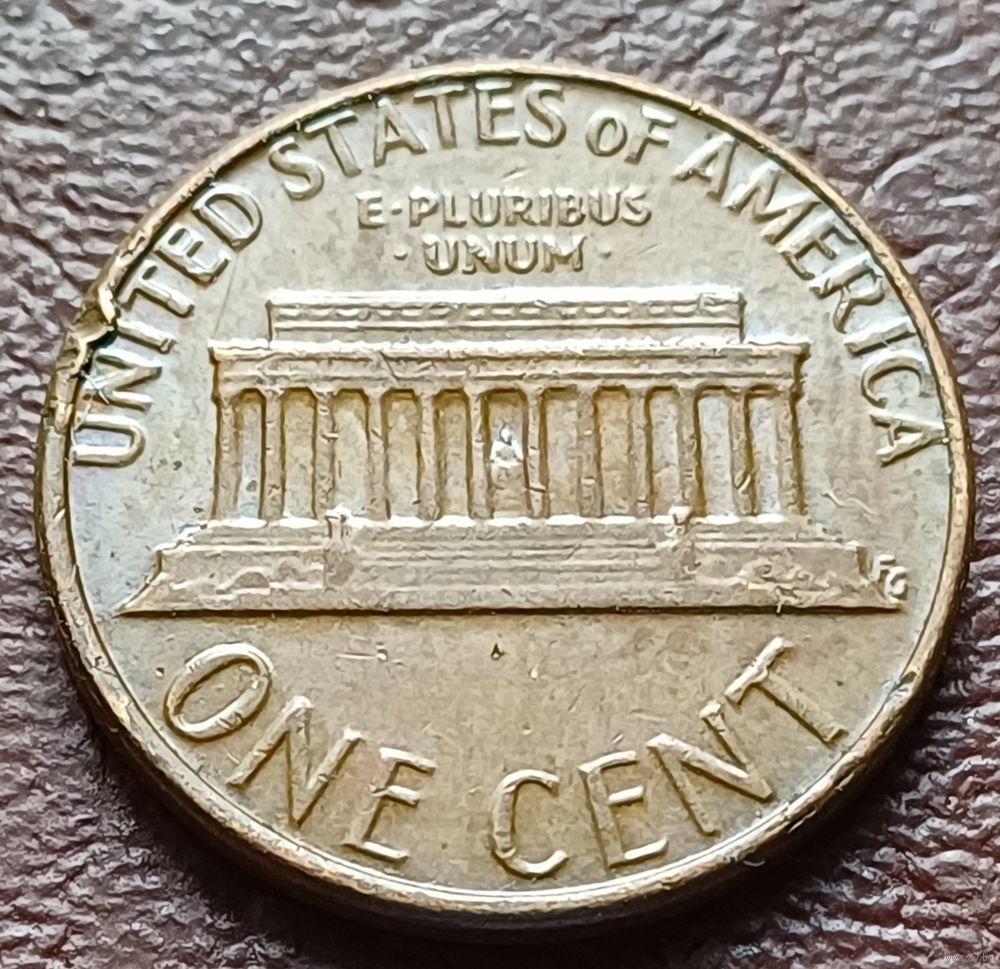 UNITED STATES OF AMERICA
E·PLURIBUS
·UNUM·
FG
ONE CENT